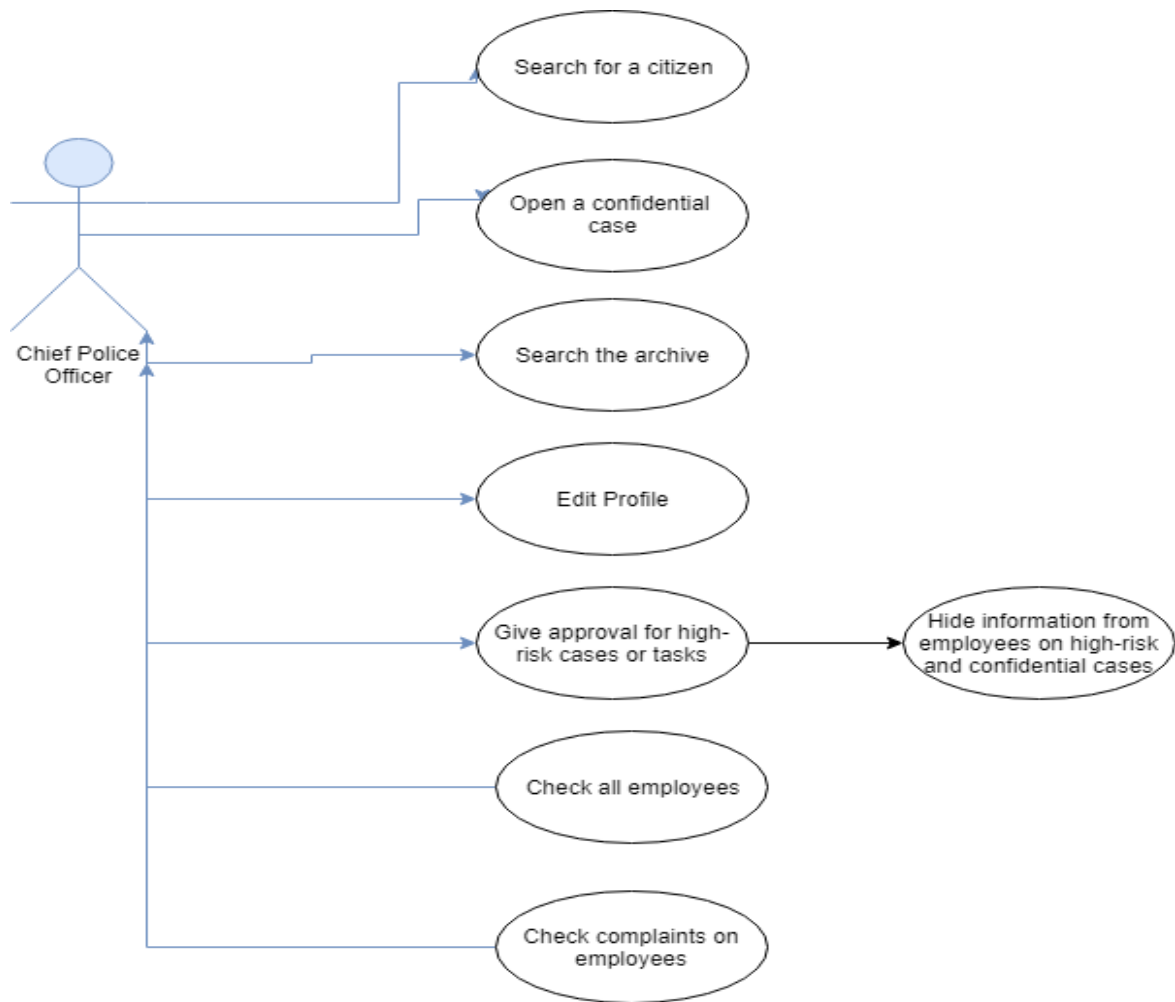 Search for a citizen
Open a confidential
case
Chief Police
Officer
Search the archive
Edit Profile
Give approval for high-
risk cases or tasks
Hide information from
employees on high-risk
and confidential cases
Check all employees
Check complaints on
employees